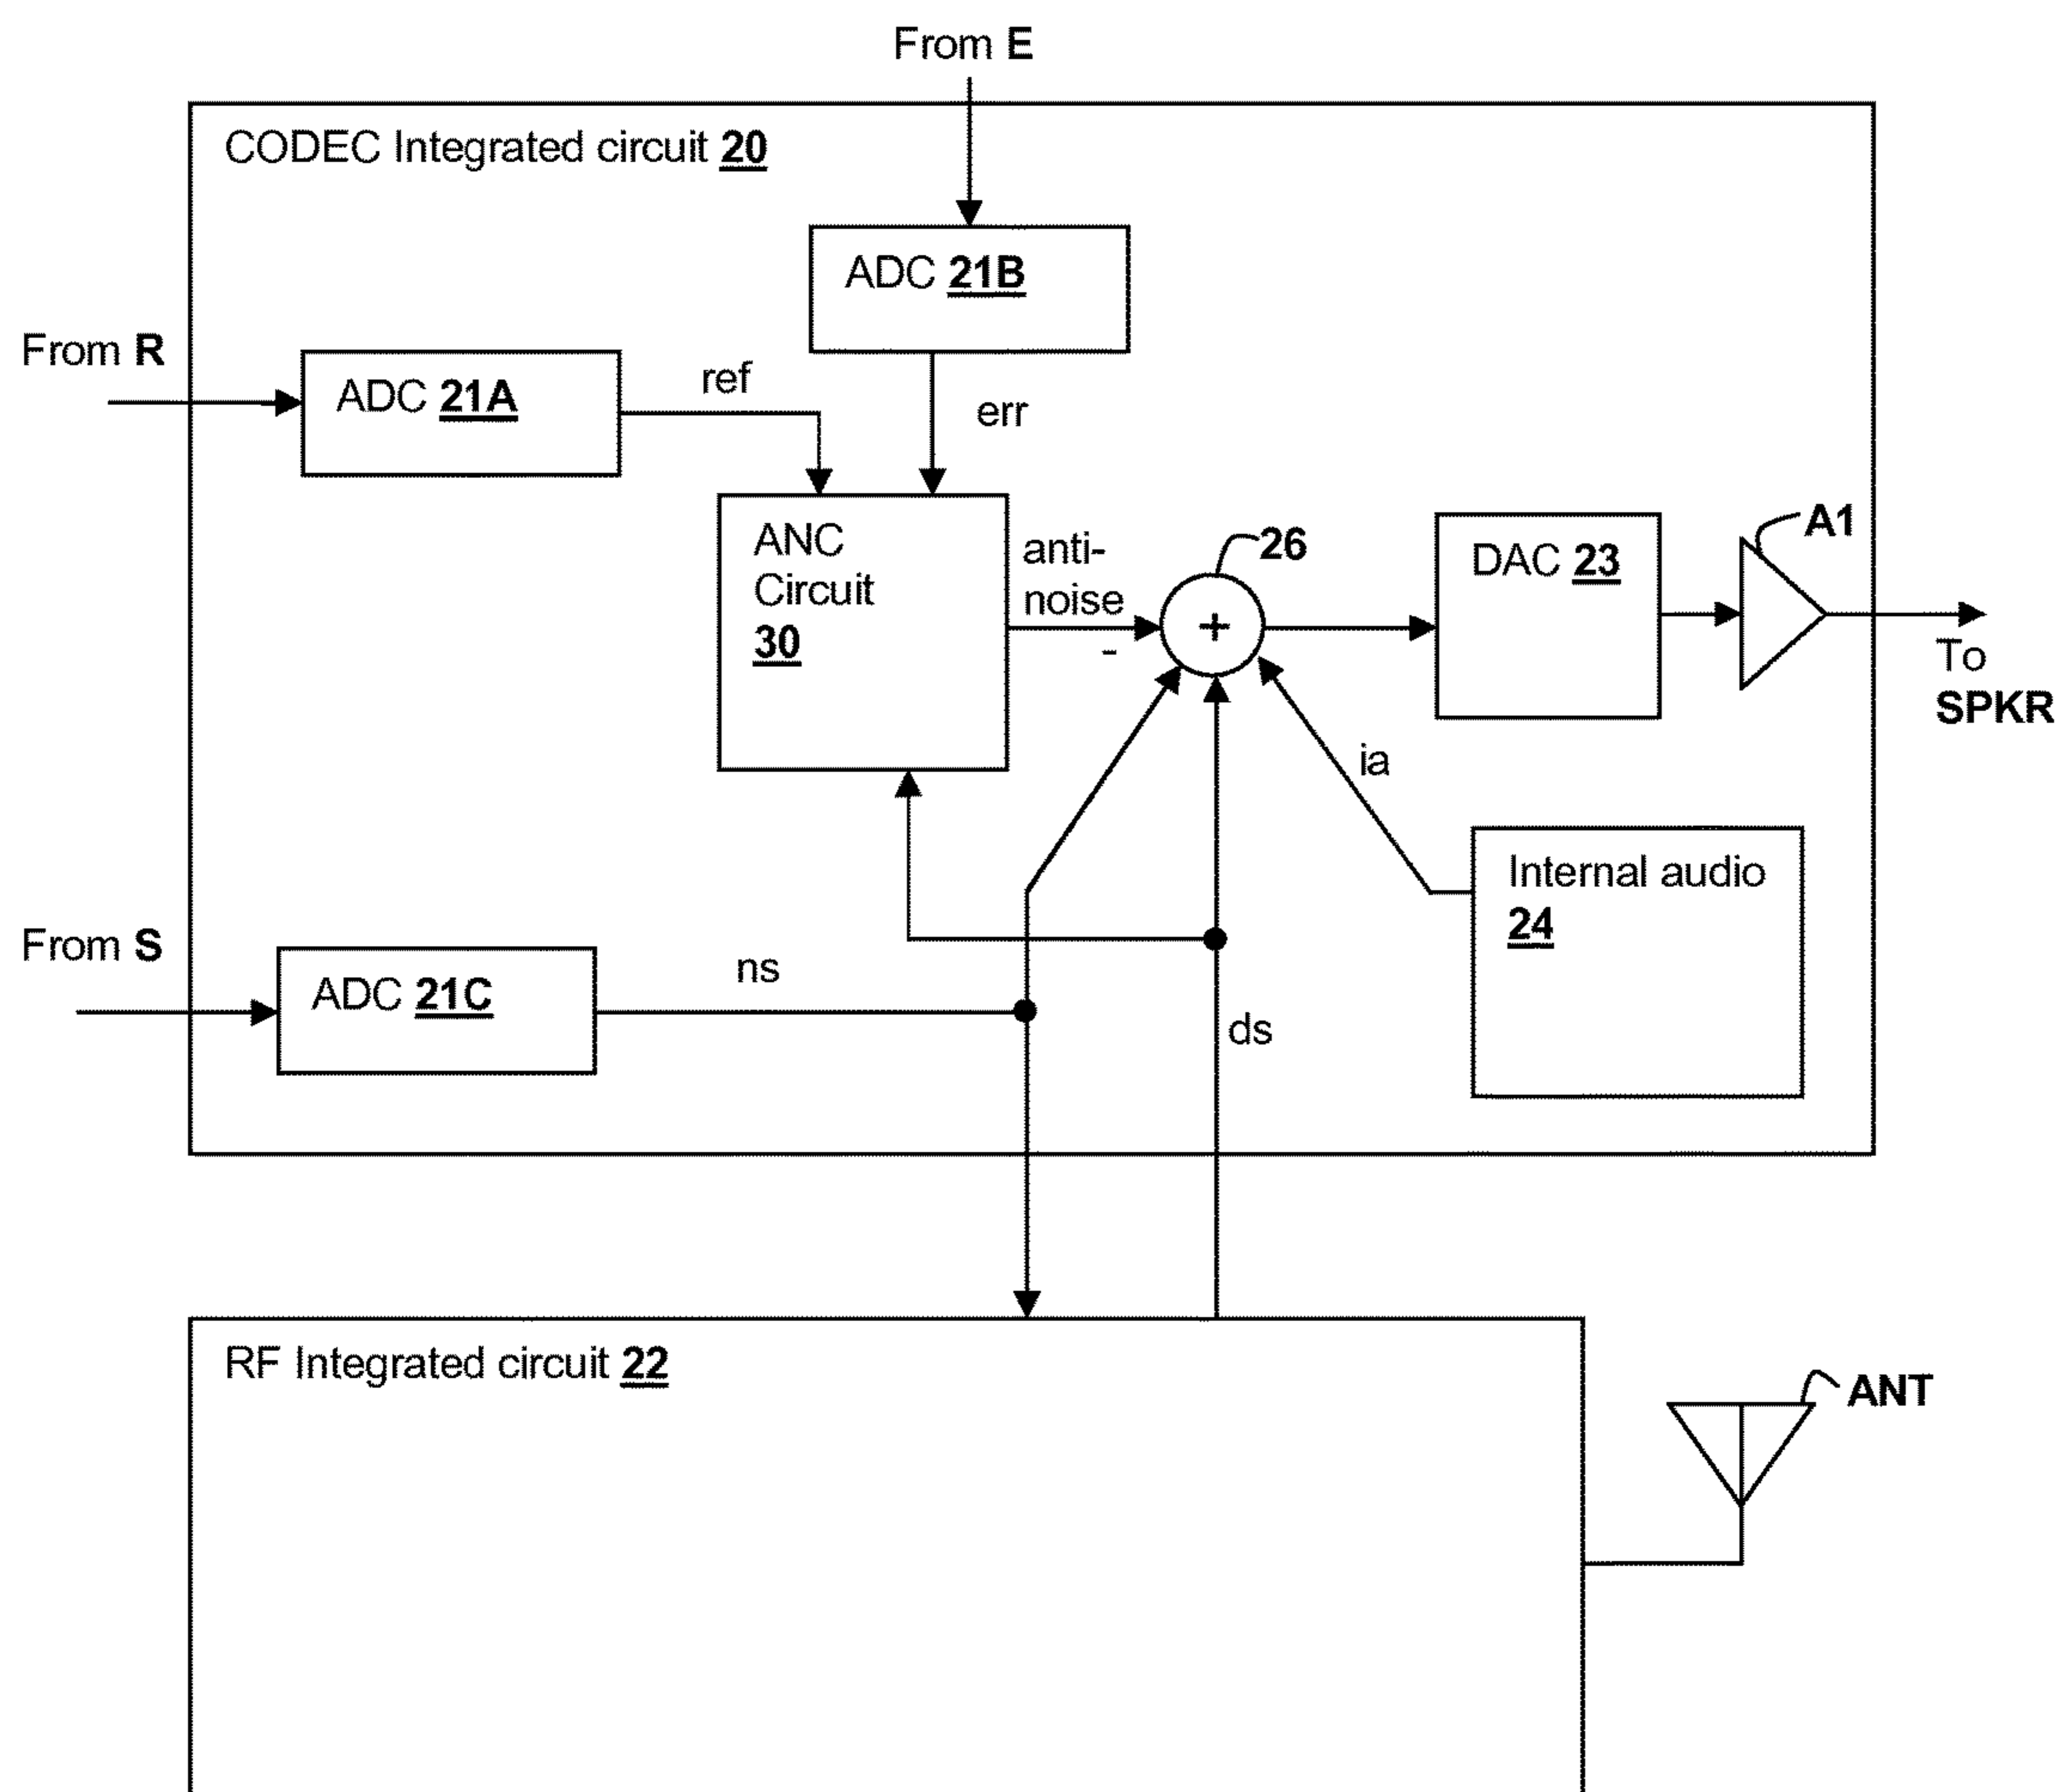 From E
CODEC Integrated circuit 20
ADC 21B
From R
ADC 21A
ref
err
ANC
Circuit
30
anti-
noise
-
26
+
DAC 23
A1
To
SPKR
ia
Internal audio
24
From S
ADC 21C
ns
ds
RF Integrated circuit 22
ANT